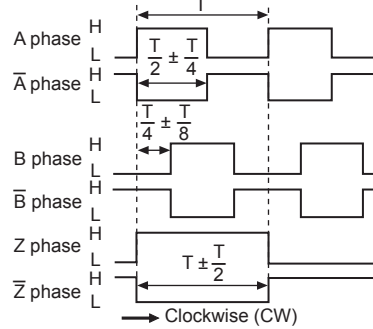 T
A phase H
L
A̅ phase H
L
T/2 ± T/4
T/4 ± T/8
B phase H
L
B̅ phase H
L
Z phase H
L
Z̅ phase H
L
T ± T/2
Clockwise (CW)